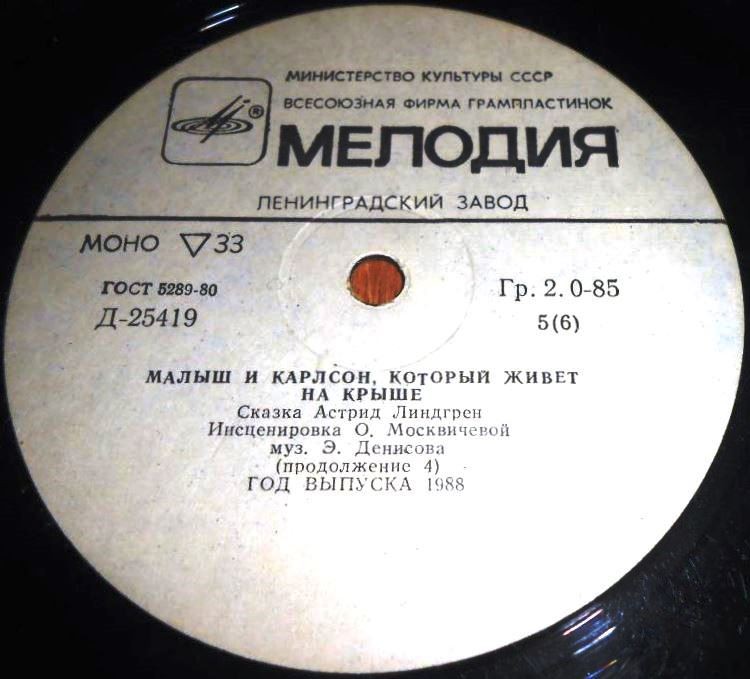 МИНИСТЕРСТВО КУЛЬТУРЫ СССР
ВСЕСОЮЗНАЯ ФИРМА ГРАМПЛАСТИНОК
®
МЕЛОДИЯ
ЛЕНИНГРАДСКИЙ ЗАВОД
МОНО ▽ 33
ГОСТ 5289-80
Гр. 2. 0-85
Д-25419
5(6)
МАЛЫШ И КАРЛСОН, КОТОРЫЙ ЖИВЕТ
НА КРЫШЕ
Сказка Астрид Линдгрен
Инсценировка О. Москвичевой
муз. Э. Денисова
(продолжение 4)
ГОД ВЫПУСКА 1988